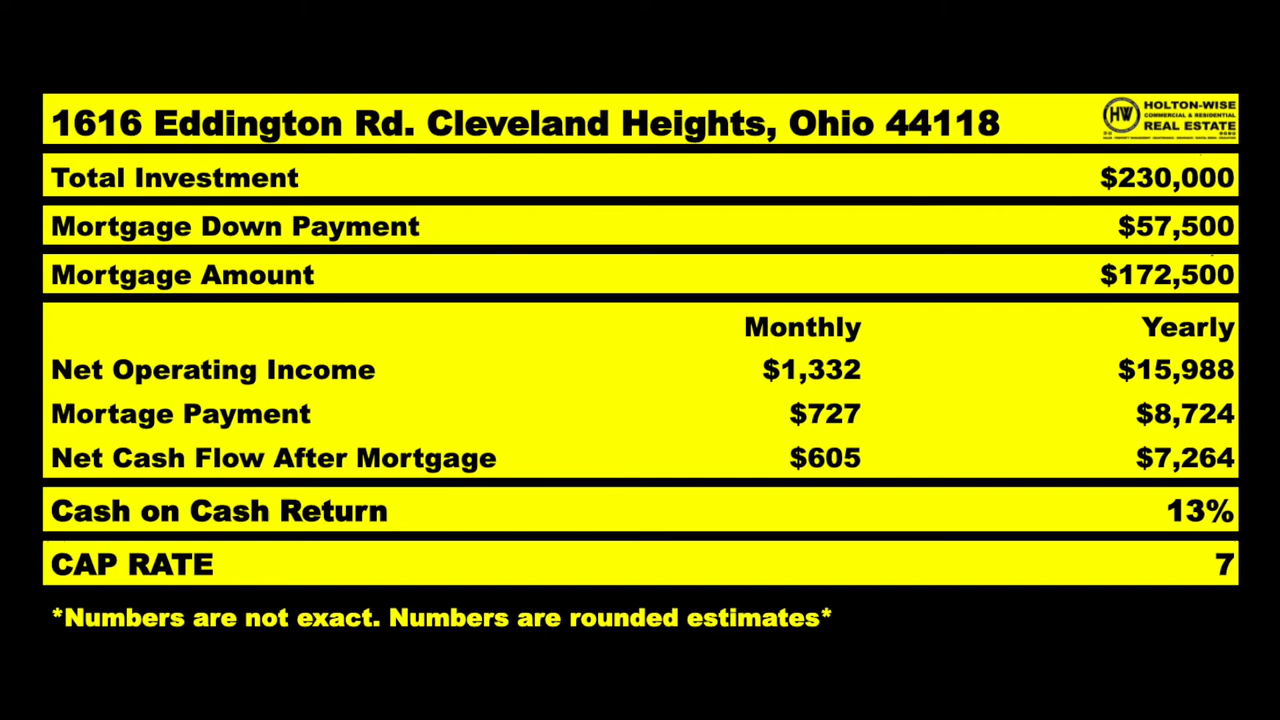 1616 Eddington Rd. Cleveland Heights, Ohio 44118
HW
HOLTON-WISE
COMMERCIAL & RESIDENTIAL
REAL ESTATE
Total Investment $230,000
Mortgage Down Payment $57,500
Mortgage Amount $172,500
Monthly Yearly
Net Operating Income $1,332 $15,988
Mortage Payment $727 $8,724
Net Cash Flow After Mortgage $605 $7,264
Cash on Cash Return 13%
CAP RATE 7
*Numbers are not exact. Numbers are rounded estimates*